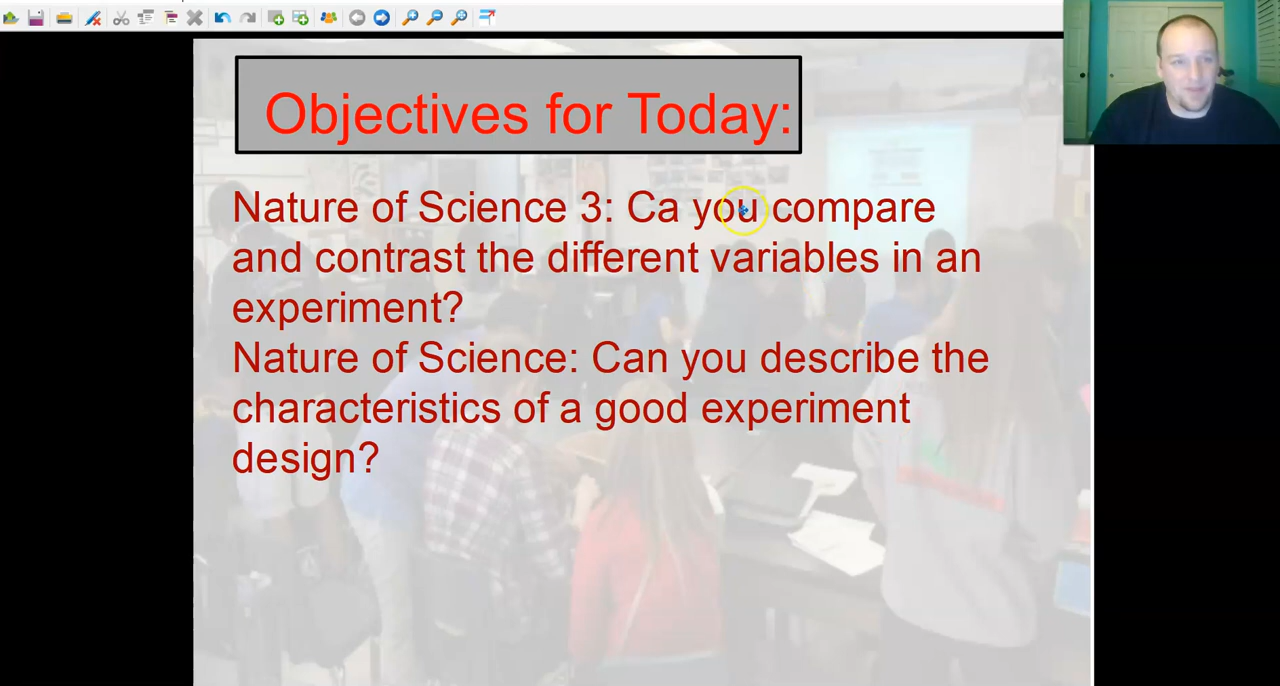 Objectives for Today:
Nature of Science 3: Ca you compare
and contrast the different variables in an
experiment?
Nature of Science: Can you describe the
characteristics of a good experiment
design?